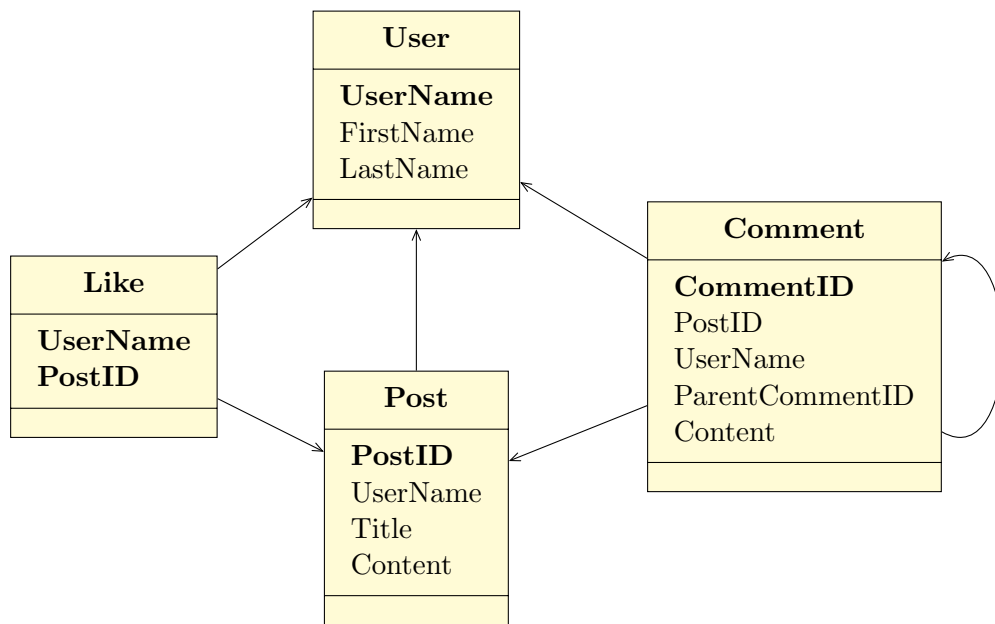 User
UserName
FirstName
LastName
Like
UserName
PostID
Post
PostID
UserName
Title
Content
Comment
CommentID
PostID
UserName
ParentCommentID
Content